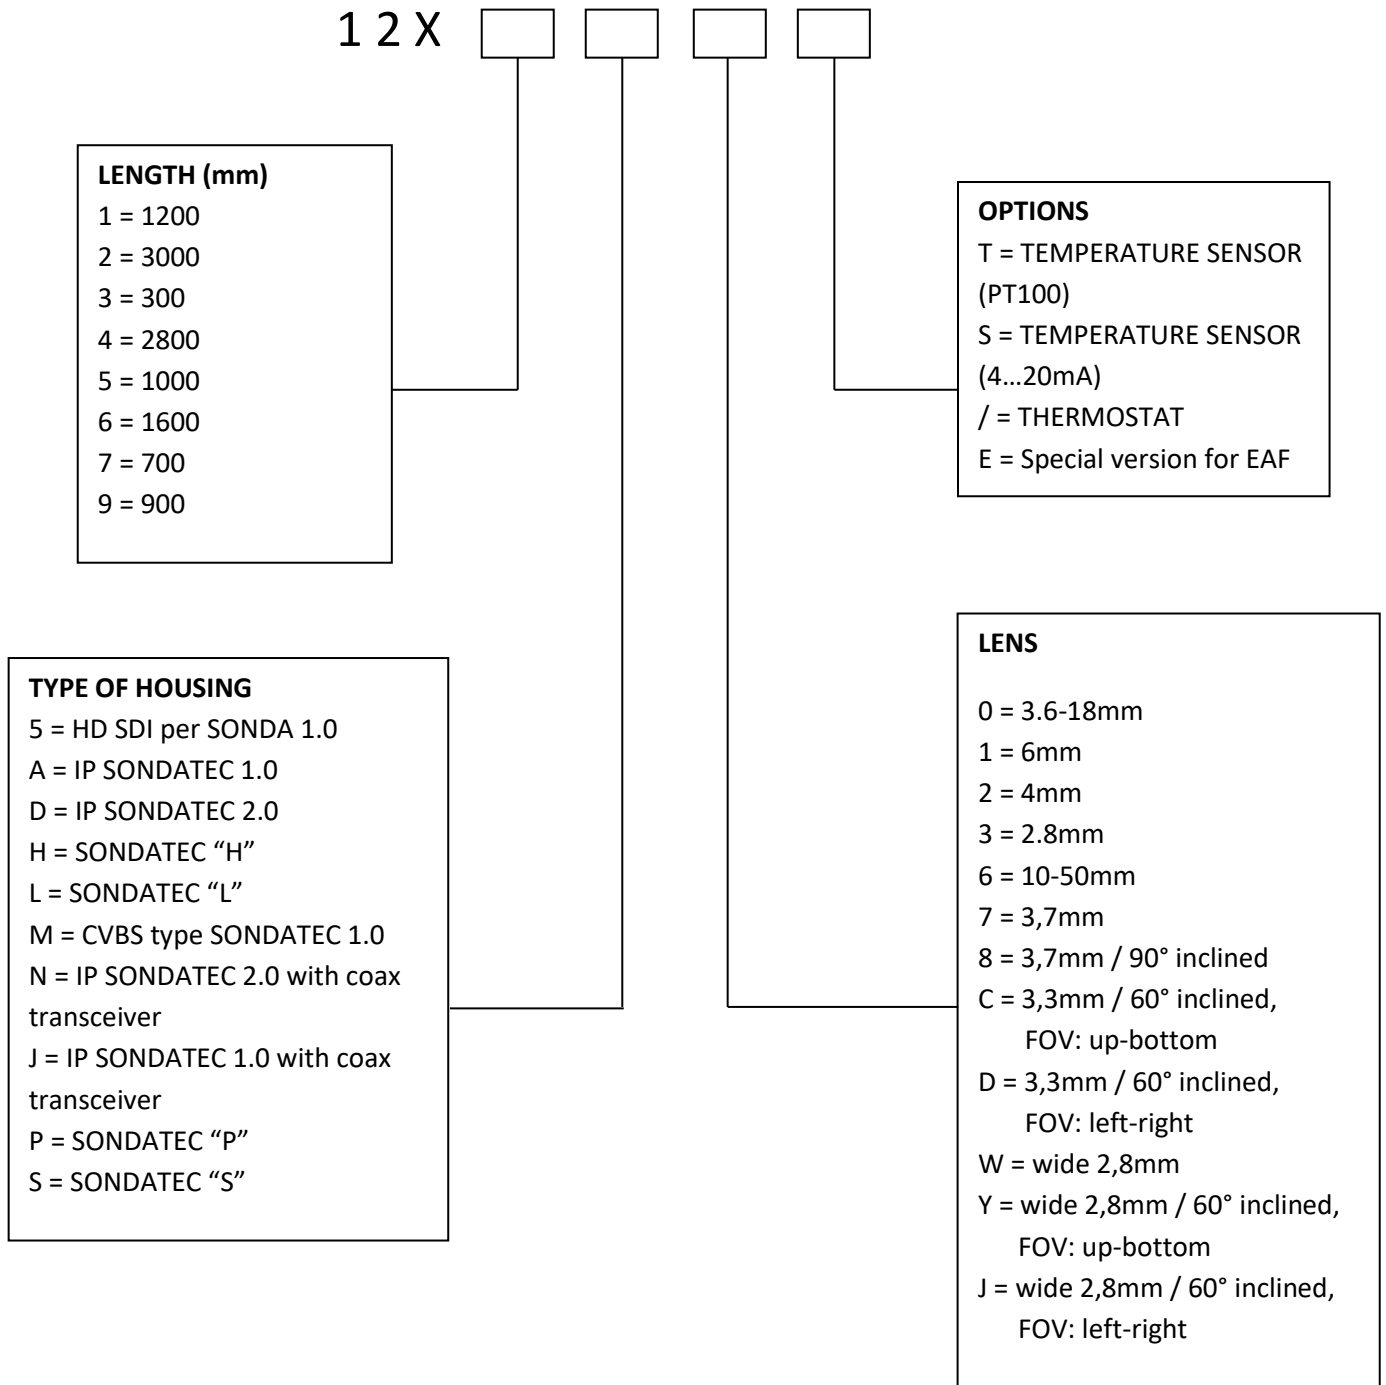 12X
LENGTH (mm)
1 = 1200
2 = 3000
3 = 300
4 = 2800
5 = 1000
6 = 1600
7 = 700
9 = 900
OPTIONS
T = TEMPERATURE SENSOR
(PT100)
S = TEMPERATURE SENSOR
(4…20mA)
/ = THERMOSTAT
E = Special version for EAF
TYPE OF HOUSING
5 = HD SDI per SONDA 1.0
A = IP SONDATEC 1.0
D = IP SONDATEC 2.0
H = SONDATEC “H”
L = SONDATEC “L”
M = CVBS type SONDATEC 1.0
N = IP SONDATEC 2.0 with coax
transceiver
J = IP SONDATEC 1.0 with coax
transceiver
P = SONDATEC “P”
S = SONDATEC “S”
LENS
0 = 3.6-18mm
1 = 6mm
2 = 4mm
3 = 2.8mm
6 = 10-50mm
7 = 3,7mm
8 = 3,7mm / 90° inclined
C = 3,3mm / 60° inclined,
FOV: up-bottom
D = 3,3mm / 60° inclined,
FOV: left-right
W = wide 2,8mm
Y = wide 2,8mm / 60° inclined,
FOV: up-bottom
J = wide 2,8mm / 60° inclined,
FOV: left-right